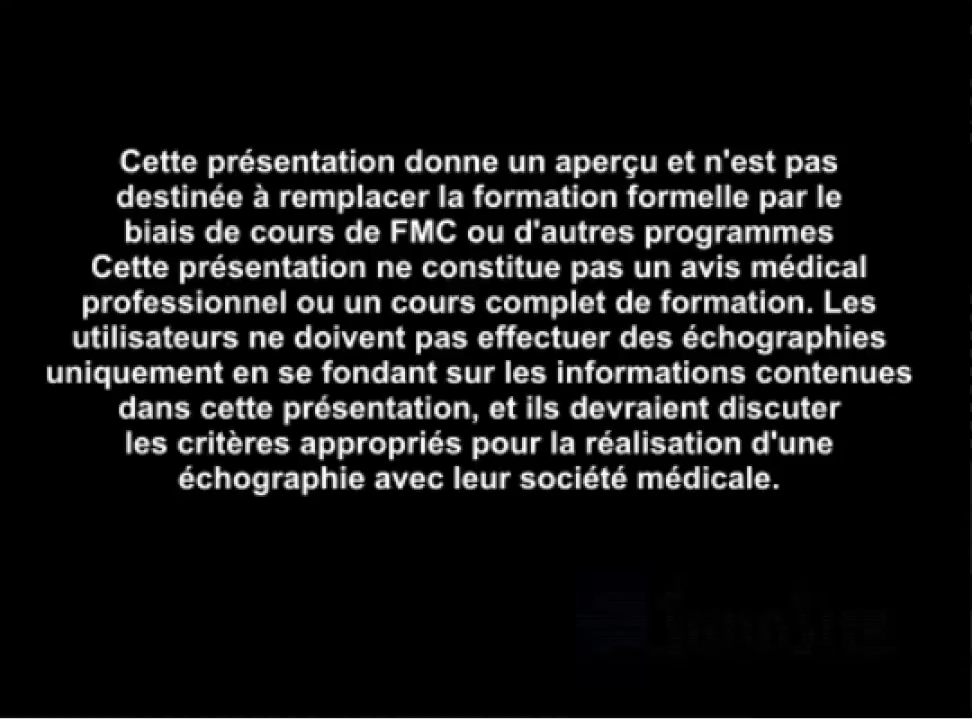 Cette présentation donne un aperçu et n'est pas
destinée à remplacer la formation formelle par le
biais de cours de FMC ou d'autres programmes
Cette présentation ne constitue pas un avis médical
professionnel ou un cours complet de formation. Les
utilisateurs ne doivent pas effectuer des échographies
uniquement en se fondant sur les informations contenues
dans cette présentation, et ils devraient discuter
les critères appropriés pour la réalisation d'une
échographie avec leur société médicale.